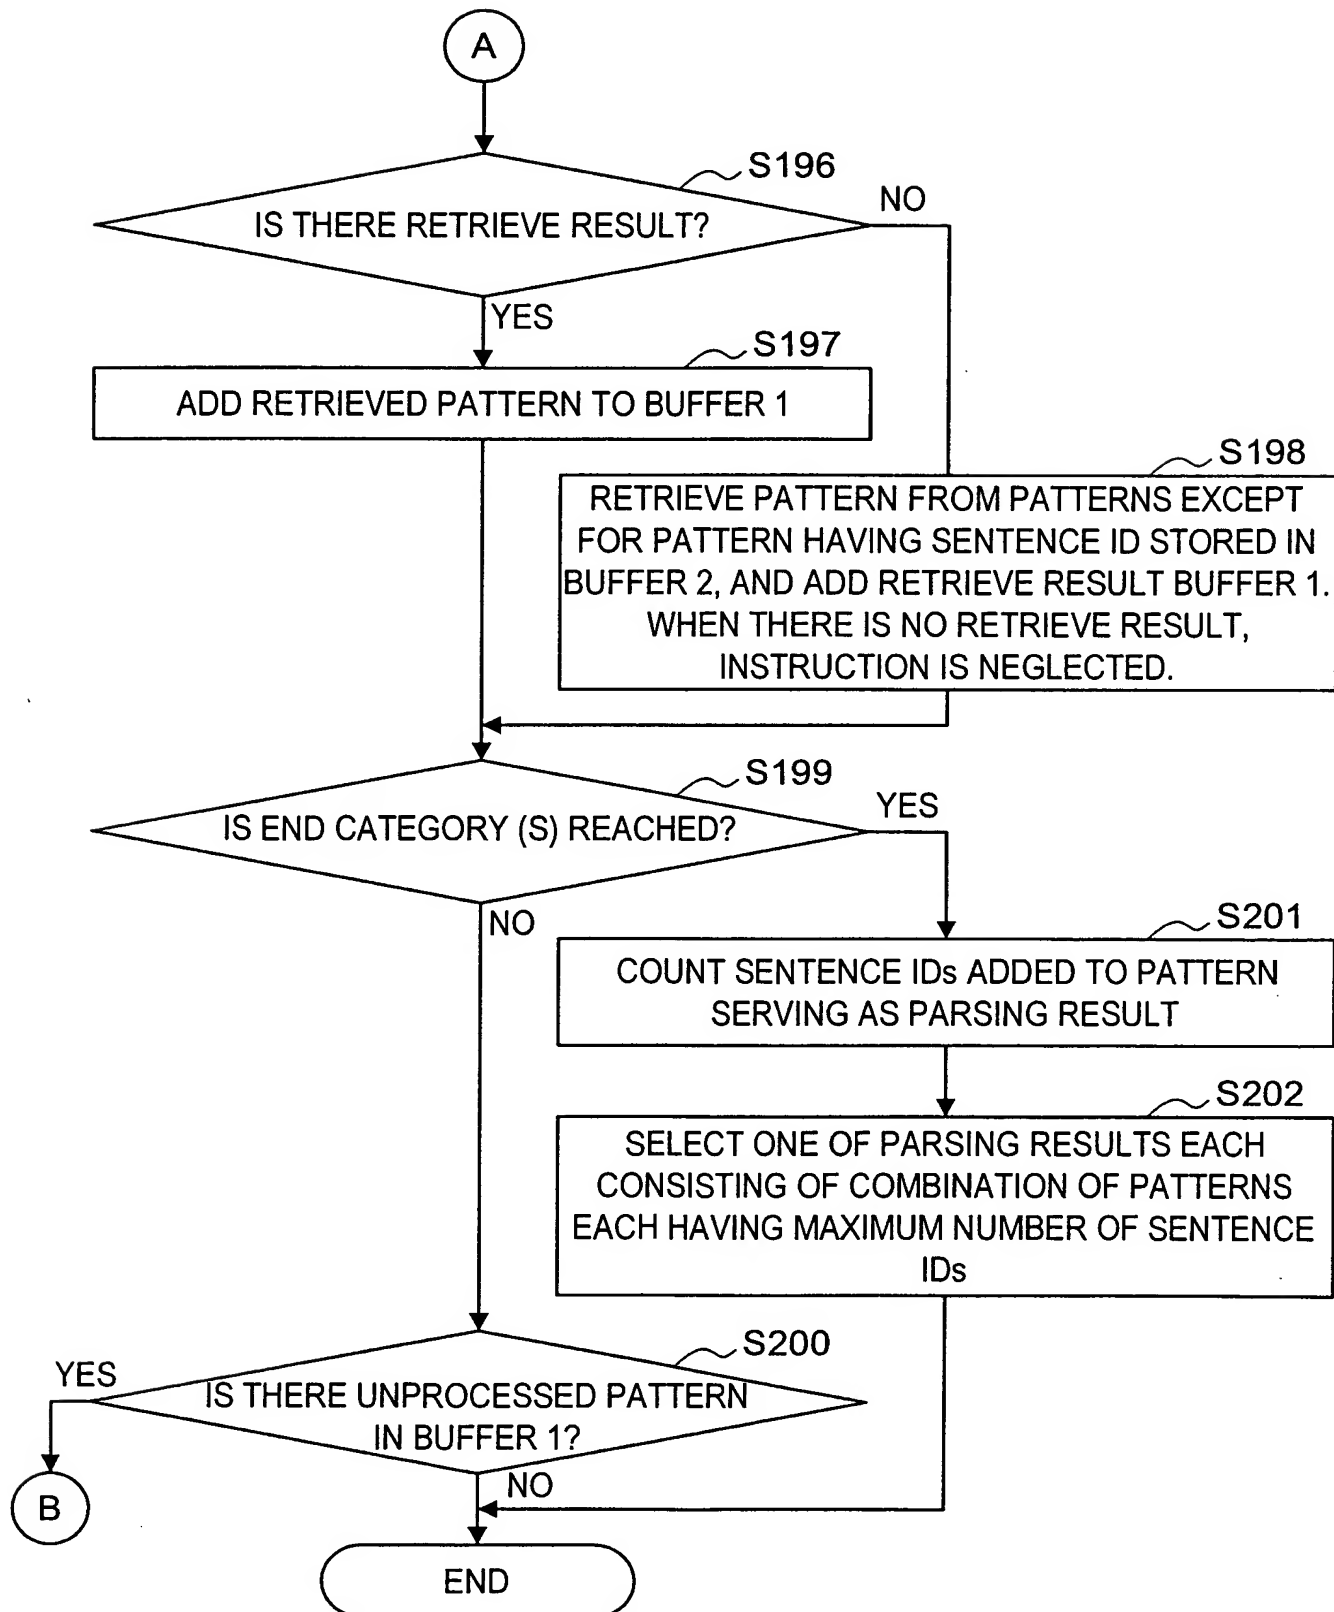 A
S196
NO
IS THERE RETRIEVE RESULT?
YES
S197
ADD RETRIEVED PATTERN TO BUFFER 1
S198
RETRIEVE PATTERN FROM PATTERNS EXCEPT
FOR PATTERN HAVING SENTENCE ID STORED IN
BUFFER 2, AND ADD RETRIEVE RESULT BUFFER 1.
WHEN THERE IS NO RETRIEVE RESULT,
INSTRUCTION IS NEGLECTED.
S199
YES
IS END CATEGORY (S) REACHED?
NO
S201
COUNT SENTENCE IDs ADDED TO PATTERN
SERVING AS PARSING RESULT
S202
SELECT ONE OF PARSING RESULTS EACH
CONSISTING OF COMBINATION OF PATTERNS
EACH HAVING MAXIMUM NUMBER OF SENTENCE
IDs
S200
YES
IS THERE UNPROCESSED PATTERN
IN BUFFER 1?
NO
B
END